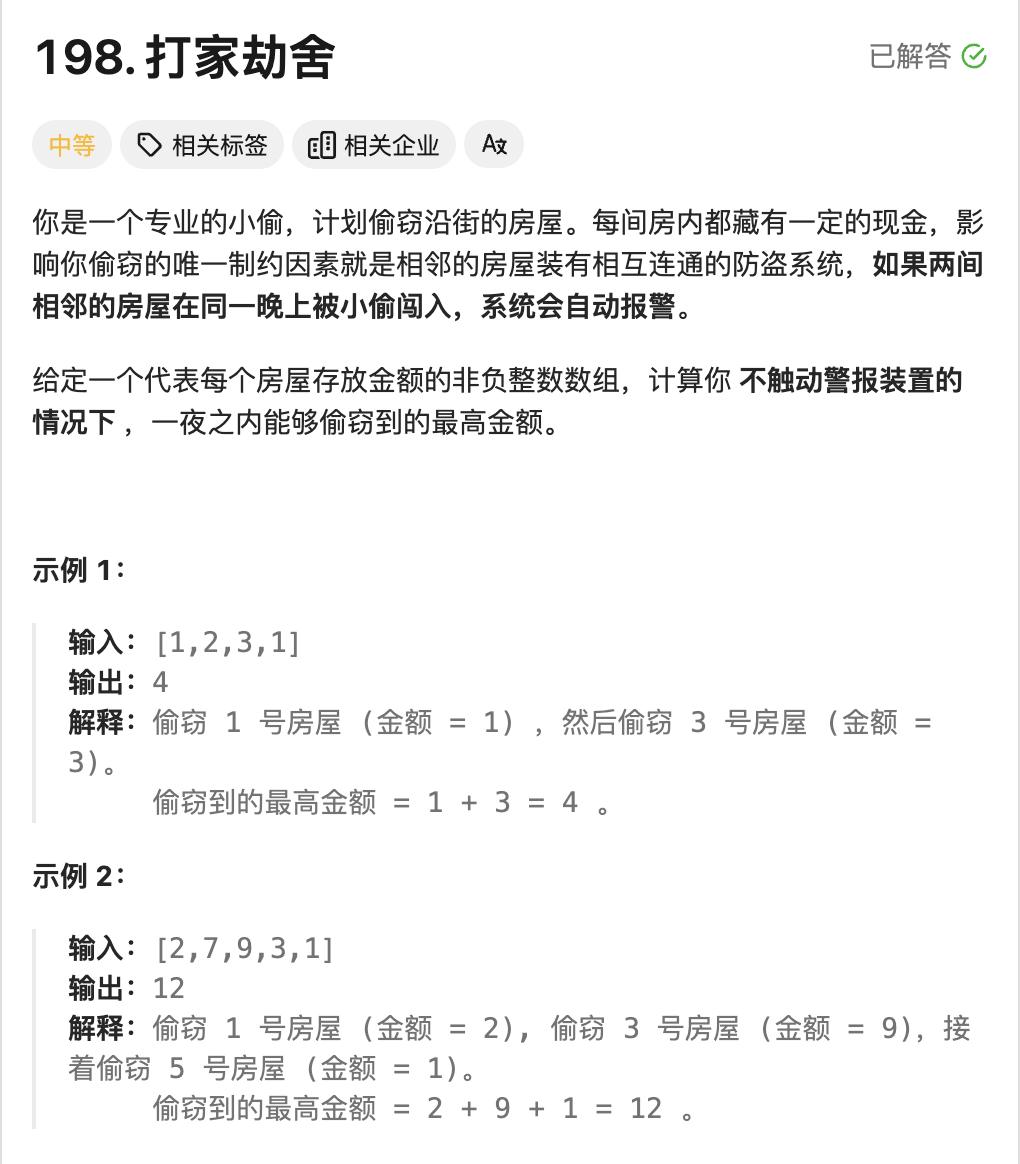 198. 打家劫舍
已解答
中等
相关标签
相关企业
你是一个专业的小偷，计划偷窃沿街的房屋。每间房内都藏有一定的现金，影
响你偷窃的唯一制约因素就是相邻的房屋装有相互连通的防盗系统，如果两间
相邻的房屋在同一晚上被小偷闯入，系统会自动报警。
给定一个代表每个房屋存放金额的非负整数数组，计算你 不触动警报装置的
情况下 ，一夜之内能够偷窃到的最高金额。
示例 1：
输入：[1,2,3,1]
输出：4
解释：偷窃 1 号房屋 (金额 = 1) ，然后偷窃 3 号房屋 (金额 =
3)。
偷窃到的最高金额 = 1 + 3 = 4 。
示例 2：
输入：[2,7,9,3,1]
输出：12
解释：偷窃 1 号房屋 (金额 = 2), 偷窃 3 号房屋 (金额 = 9)，接
着偷窃 5 号房屋 (金额 = 1)。
偷窃到的最高金额 = 2 + 9 + 1 = 12 。